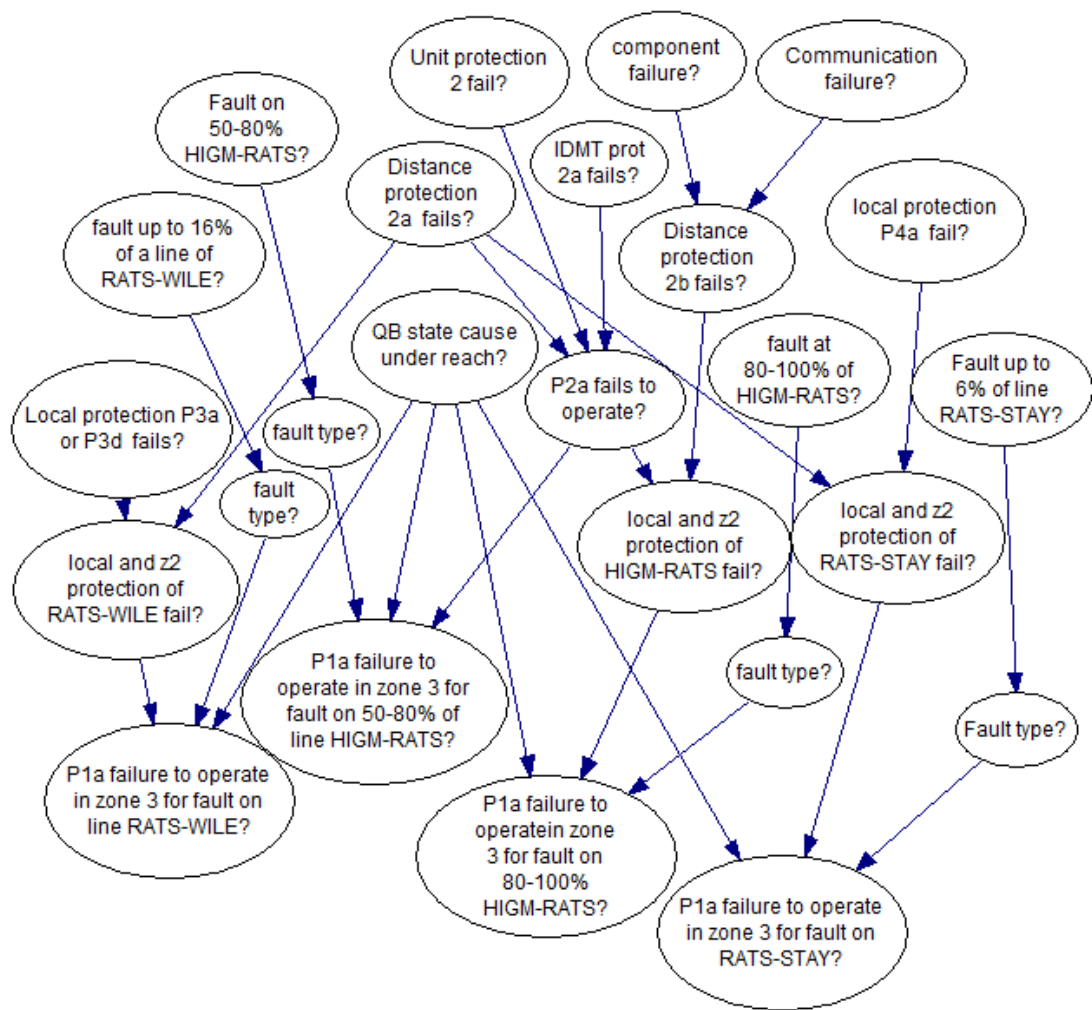 Unit protection
2 fail?
component
failure?
Communication
failure?
Fault on
50-80%
HIGM-RATS?
IDMT prot
2a fails?
Distance
protection
2a fails?
local protection
P4a fail?
fault up to 16%
of a line of
RATS-WILE?
Distance
protection
2b fails?
QB state cause
under reach?
fault at
80-100% of
HIGM-RATS?
Fault up to
6% of line
RATS-STAY?
P2a fails to
operate?
Local protection P3a
or P3d fails?
fault type?
fault
type?
local and z2
protection of
HIGM-RATS fail?
local and z2
protection of
RATS-STAY fail?
local and z2
protection of
RATS-WILE fail?
P1a failure to
operate in zone 3 for
fault on 50-80% of
line HIGM-RATS?
fault type?
Fault type?
P1a failure to operate
in zone 3 for fault on
line RATS-WILE?
P1a failure to
operatein zone
3 for fault on
80-100%
HIGM-RATS?
P1a failure to operate
in zone 3 for fault on
RATS-STAY?